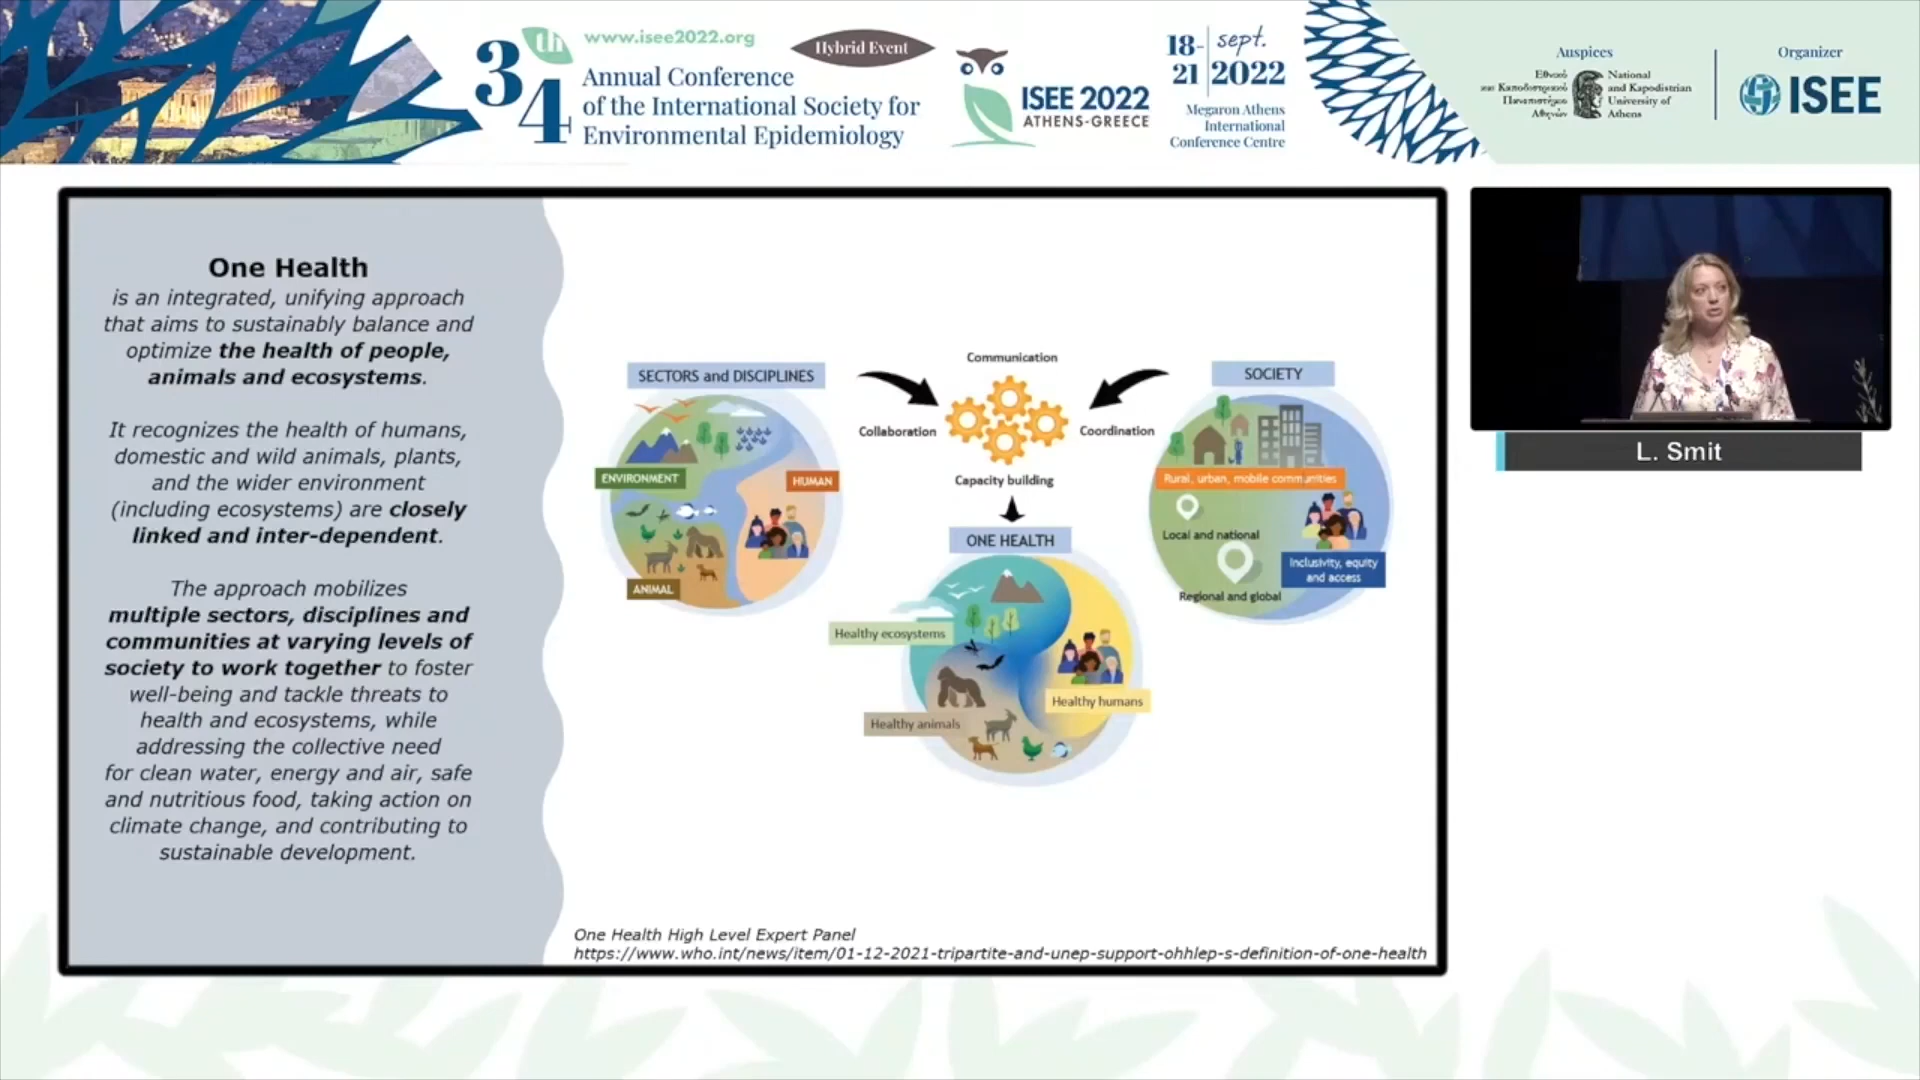 34th
www.isee2022.org
Annual Conference
of the International Society for
Environmental Epidemiology
Hybrid Event
ISEE 2022
ATHENS-GREECE
18-21 sept. 2022
Megaron Athens
International
Conference Centre
Auspices
Εθνικό
και Καποδιστριακό
Πανεπιστήμιο
Αθηνών
National
and Kapodistrian
University of
Athens
Organizer
ISEE
One Health
is an integrated, unifying approach
that aims to sustainably balance and
optimize the health of people,
animals and ecosystems.
It recognizes the health of humans,
domestic and wild animals, plants,
and the wider environment
(including ecosystems) are closely
linked and inter-dependent.
The approach mobilizes
multiple sectors, disciplines and
communities at varying levels of
society to work together to foster
well-being and tackle threats to
health and ecosystems, while
addressing the collective need
for clean water, energy and air, safe
and nutritious food, taking action on
climate change, and contributing to
sustainable development.
SECTORS and DISCIPLINES
ENVIRONMENT
HUMAN
ANIMAL
Communication
Collaboration
Coordination
Capacity building
SOCIETY
Rural, urban, mobile communities
Local and national
Inclusivity, equity
and access
Regional and global
ONE HEALTH
Healthy ecosystems
Healthy humans
Healthy animals
One Health High Level Expert Panel
https://www.who.int/news/item/01-12-2021-tripartite-and-unep-support-ohhlep-s-definition-of-one-health
L. Smit